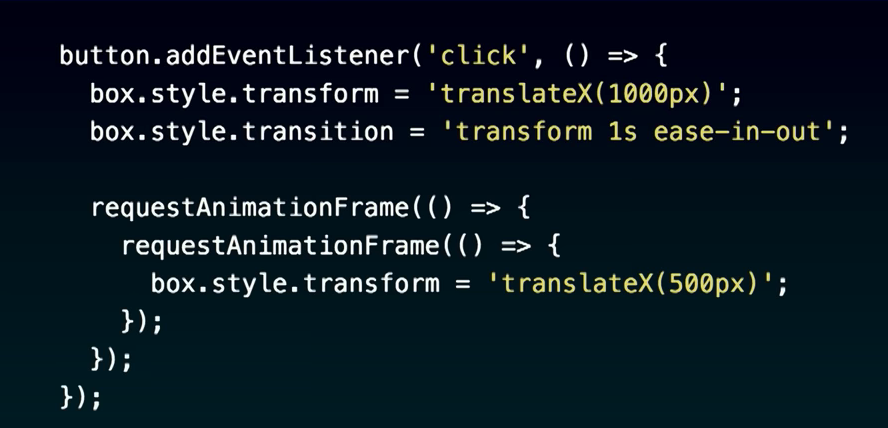 button.addEventListener('click', () => {
  box.style.transform = 'translateX(1000px)';
  box.style.transition = 'transform 1s ease-in-out';

  requestAnimationFrame(() => {
    requestAnimationFrame(() => {
      box.style.transform = 'translateX(500px)';
    });
  });
});